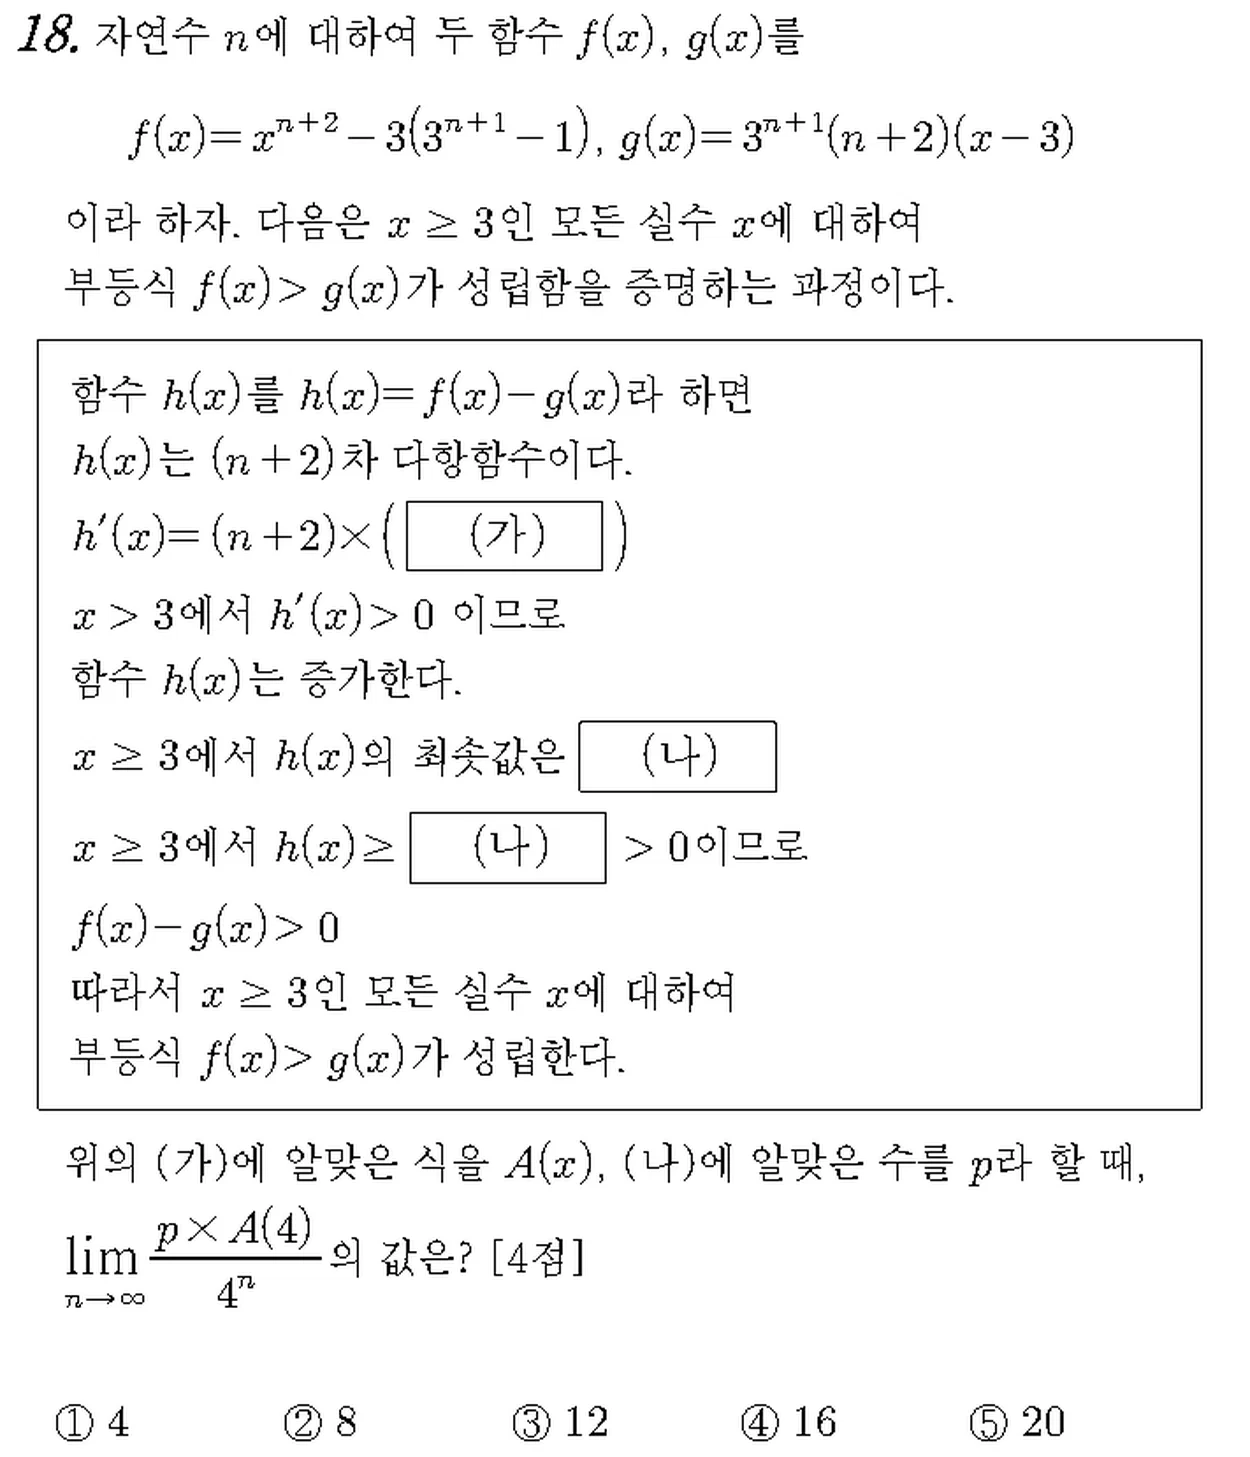 18. 자연수 n에 대하여 두 함수 f(x), g(x)를
f(x)=x^{n+2}-3(3^{n+1}-1), g(x)=3^{n+1}(n+2)(x-3)
이라 하자. 다음은 x ≥ 3인 모든 실수 x에 대하여
부등식 f(x)> g(x)가 성립함을 증명하는 과정이다.
함수 h(x)를 h(x)=f(x)-g(x)라 하면
h(x)는 (n+2)차 다항함수이다.
h′(x)=(n+2)×( (가) )
x > 3에서 h′(x)> 0 이므로
함수 h(x)는 증가한다.
x ≥ 3에서 h(x)의 최솟값은 (나)
x ≥ 3에서 h(x)≥ (나) > 0이므로
f(x)-g(x)> 0
따라서 x ≥ 3인 모든 실수 x에 대하여
부등식 f(x)> g(x)가 성립한다.
위의 (가)에 알맞은 식을 A(x), (나)에 알맞은 수를 p라 할 때,
lim_{n→∞} \frac{p×A(4)}{4^n}의 값은? [4점]
① 4 ② 8 ③ 12 ④ 16 ⑤ 20